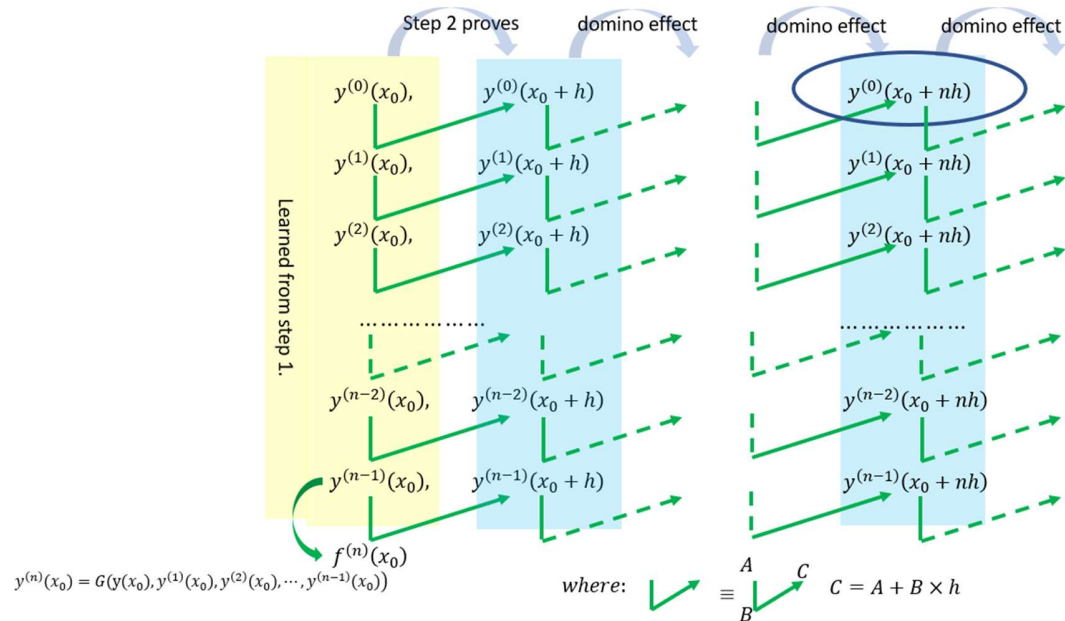 Step 2 proves domino effect domino effect domino effect
Learned from step 1.
y^{(0)}(x_0), y^{(0)}(x_0 + h) y^{(0)}(x_0 + nh)
y^{(1)}(x_0), y^{(1)}(x_0 + h) y^{(1)}(x_0 + nh)
y^{(2)}(x_0), y^{(2)}(x_0 + h) y^{(2)}(x_0 + nh)
……………… ………………
y^{(n-2)}(x_0), y^{(n-2)}(x_0 + h) y^{(n-2)}(x_0 + nh)
y^{(n-1)}(x_0), y^{(n-1)}(x_0 + h) y^{(n-1)}(x_0 + nh)
f^{(n)}(x_0)
y^{(n)}(x_0) = G(y(x_0), y^{(1)}(x_0), y^{(2)}(x_0), ⋯, y^{(n-1)}(x_0))
where: ≡ A B C C = A + B × h